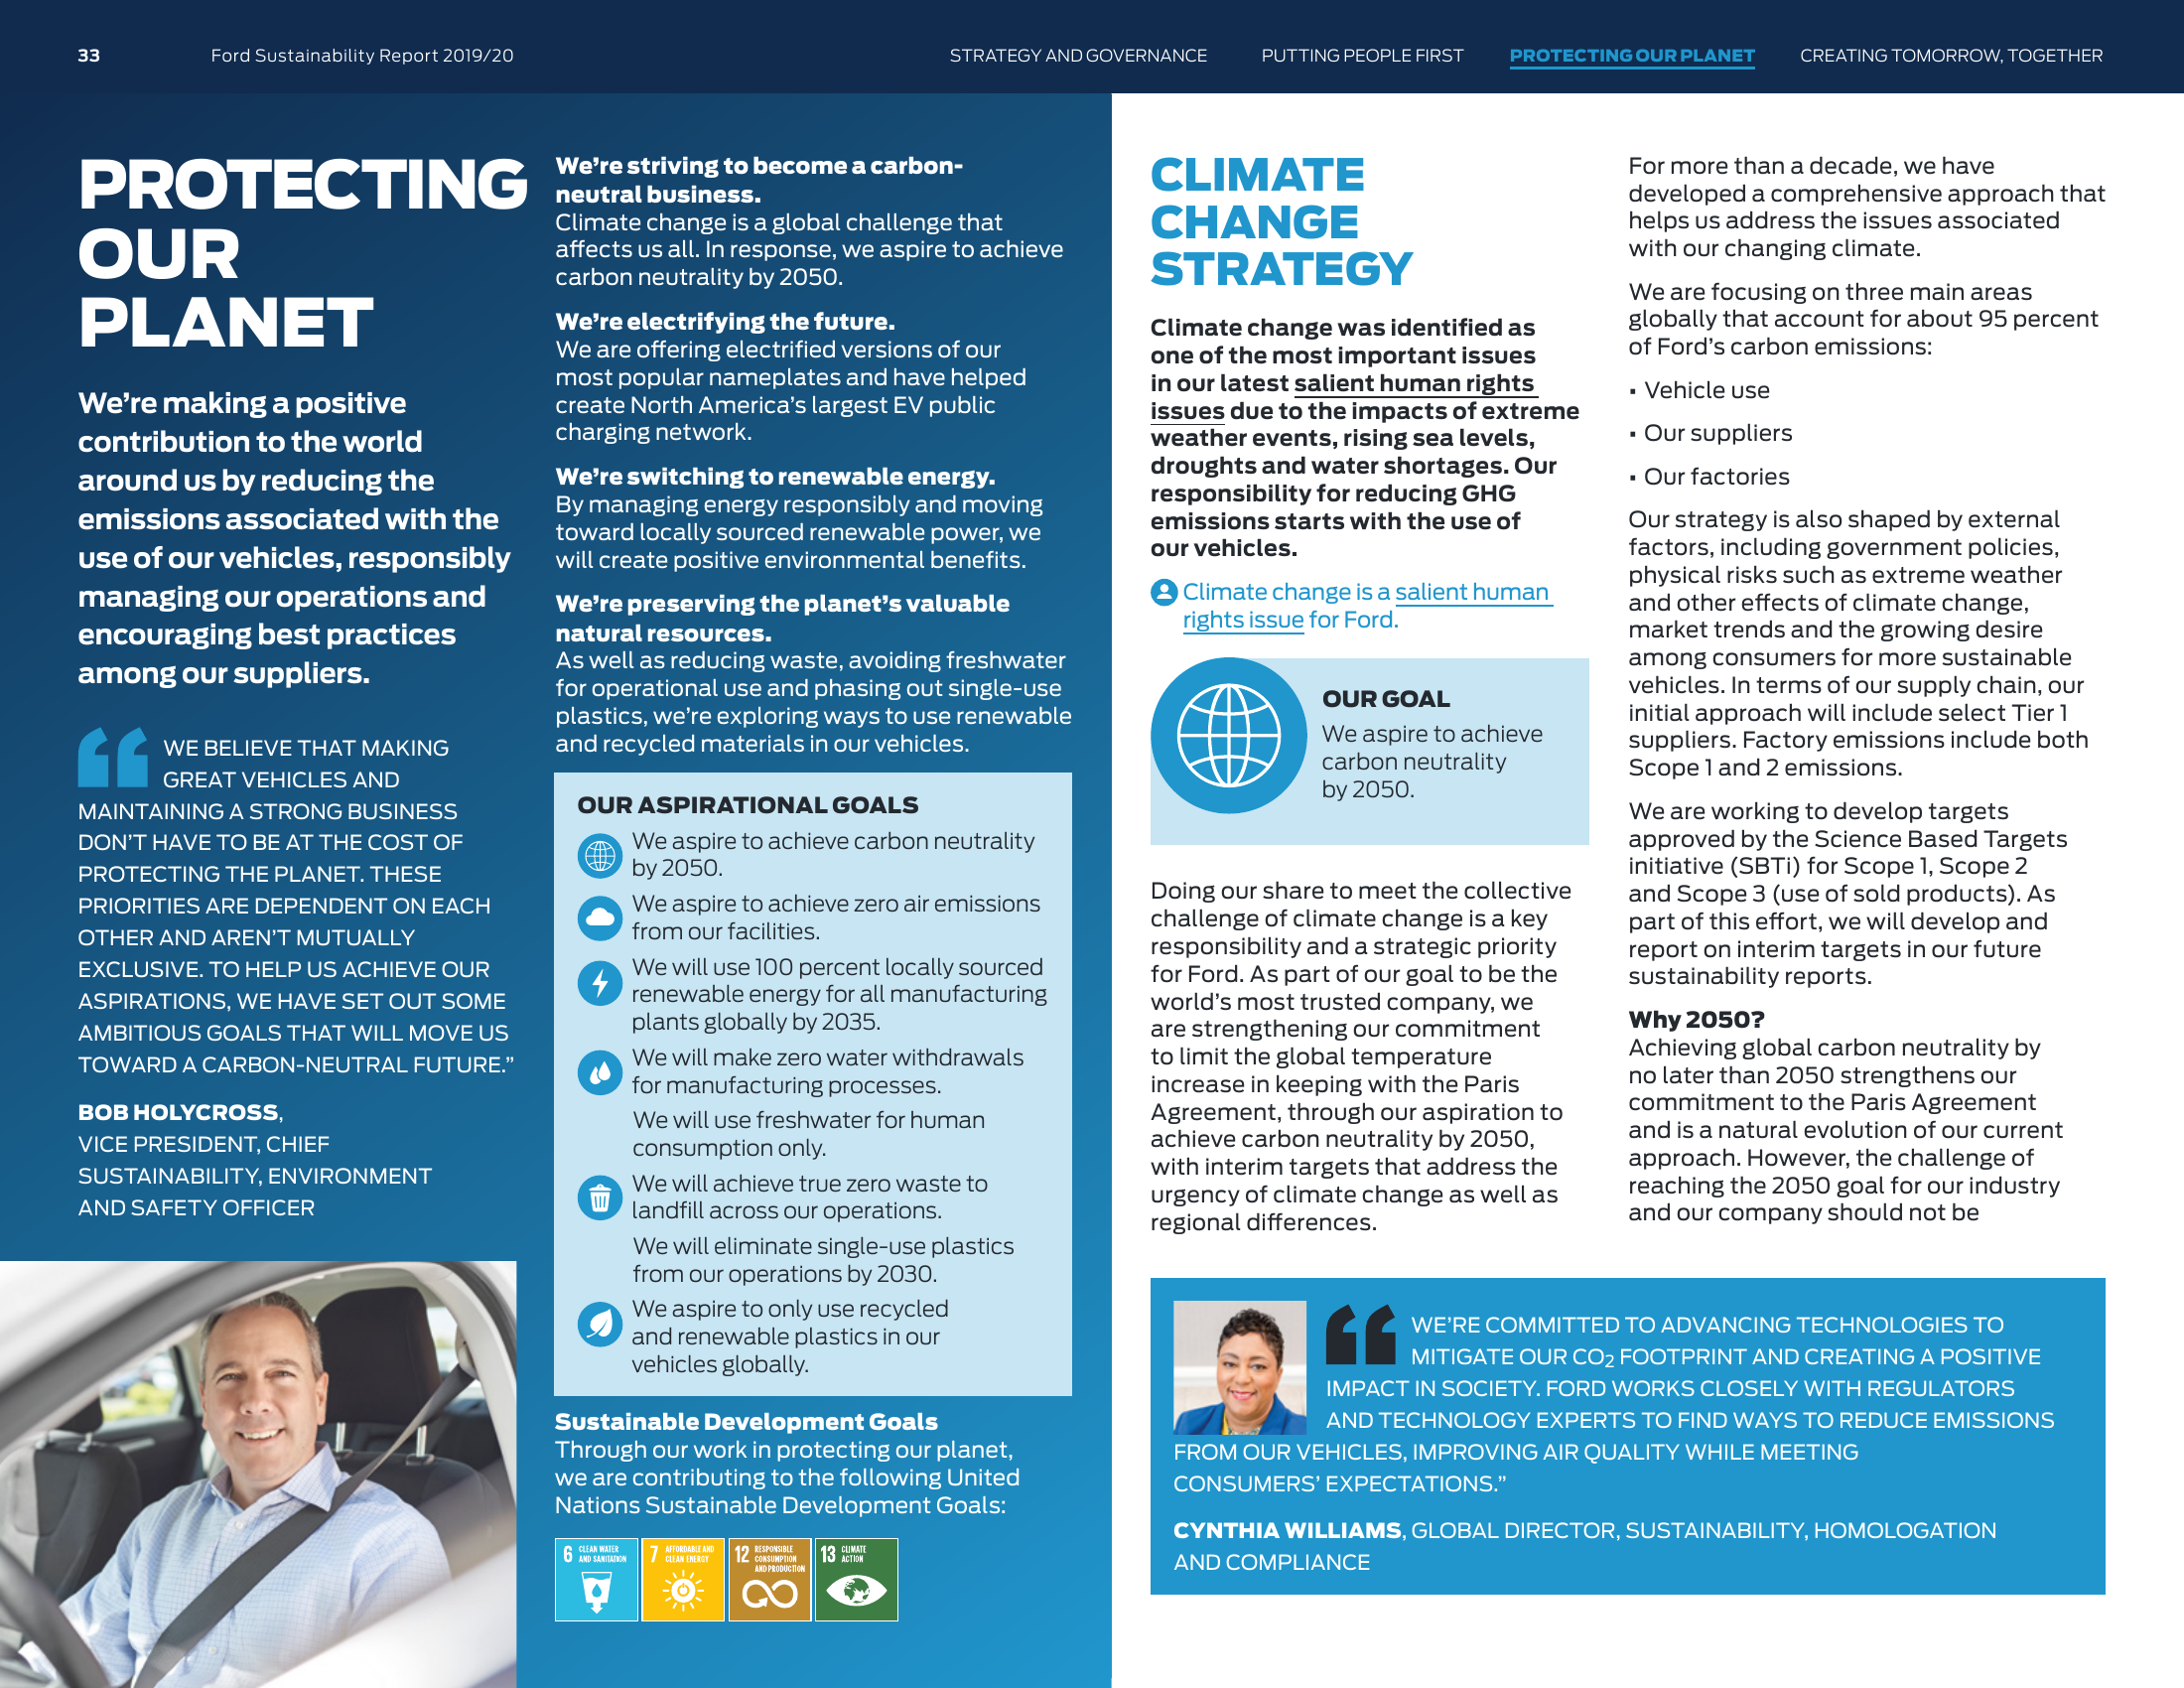 33
Ford Sustainability Report 2019/20
STRATEGY AND GOVERNANCE
PUTTING PEOPLE FIRST
PROTECTING OUR PLANET
CREATING TOMORROW, TOGETHER
PROTECTING
OUR
PLANET
We're making a positive
contribution to the world
around us by reducing the
emissions associated with the
use of our vehicles, responsibly
managing our operations and
encouraging best practices
among our suppliers.
“ WE BELIEVE THAT MAKING
GREAT VEHICLES AND
MAINTAINING A STRONG BUSINESS
DON'T HAVE TO BE AT THE COST OF
PROTECTING THE PLANET. THESE
PRIORITIES ARE DEPENDENT ON EACH
OTHER AND AREN'T MUTUALLY
EXCLUSIVE. TO HELP US ACHIEVE OUR
ASPIRATIONS, WE HAVE SET OUT SOME
AMBITIOUS GOALS THAT WILL MOVE US
TOWARD A CARBON-NEUTRAL FUTURE.”
BOB HOLYCROSS,
VICE PRESIDENT, CHIEF
SUSTAINABILITY, ENVIRONMENT
AND SAFETY OFFICER
We're striving to become a carbon-
neutral business.
Climate change is a global challenge that
affects us all. In response, we aspire to achieve
carbon neutrality by 2050.
We're electrifying the future.
We are offering electrified versions of our
most popular nameplates and have helped
create North America's largest EV public
charging network.
We're switching to renewable energy.
By managing energy responsibly and moving
toward locally sourced renewable power, we
will create positive environmental benefits.
We're preserving the planet's valuable
natural resources.
As well as reducing waste, avoiding freshwater
for operational use and phasing out single-use
plastics, we're exploring ways to use renewable
and recycled materials in our vehicles.
OUR ASPIRATIONAL GOALS
We aspire to achieve carbon neutrality
by 2050.
We aspire to achieve zero air emissions
from our facilities.
We will use 100 percent locally sourced
renewable energy for all manufacturing
plants globally by 2035.
We will make zero water withdrawals
for manufacturing processes.
We will use freshwater for human
consumption only.
We will achieve true zero waste to
landfill across our operations.
We will eliminate single-use plastics
from our operations by 2030.
We aspire to only use recycled
and renewable plastics in our
vehicles globally.
Sustainable Development Goals
Through our work in protecting our planet,
we are contributing to the following United
Nations Sustainable Development Goals:
6 CLEAN WATER
AND SANITATION
7 AFFORDABLE AND
CLEAN ENERGY
12 RESPONSIBLE
CONSUMPTION
AND PRODUCTION
13 CLIMATE
ACTION
CLIMATE
CHANGE
STRATEGY
Climate change was identified as
one of the most important issues
in our latest salient human rights
issues due to the impacts of extreme
weather events, rising sea levels,
droughts and water shortages. Our
responsibility for reducing GHG
emissions starts with the use of
our vehicles.
Climate change is a salient human
rights issue for Ford.
OUR GOAL
We aspire to achieve
carbon neutrality
by 2050.
Doing our share to meet the collective
challenge of climate change is a key
responsibility and a strategic priority
for Ford. As part of our goal to be the
world's most trusted company, we
are strengthening our commitment
to limit the global temperature
increase in keeping with the Paris
Agreement, through our aspiration to
achieve carbon neutrality by 2050,
with interim targets that address the
urgency of climate change as well as
regional differences.
For more than a decade, we have
developed a comprehensive approach that
helps us address the issues associated
with our changing climate.
We are focusing on three main areas
globally that account for about 95 percent
of Ford's carbon emissions:
▪ Vehicle use
▪ Our suppliers
▪ Our factories
Our strategy is also shaped by external
factors, including government policies,
physical risks such as extreme weather
and other effects of climate change,
market trends and the growing desire
among consumers for more sustainable
vehicles. In terms of our supply chain, our
initial approach will include select Tier 1
suppliers. Factory emissions include both
Scope 1 and 2 emissions.
We are working to develop targets
approved by the Science Based Targets
initiative (SBTi) for Scope 1, Scope 2
and Scope 3 (use of sold products). As
part of this effort, we will develop and
report on interim targets in our future
sustainability reports.
Why 2050?
Achieving global carbon neutrality by
no later than 2050 strengthens our
commitment to the Paris Agreement
and is a natural evolution of our current
approach. However, the challenge of
reaching the 2050 goal for our industry
and our company should not be
“ WE'RE COMMITTED TO ADVANCING TECHNOLOGIES TO
MITIGATE OUR CO₂ FOOTPRINT AND CREATING A POSITIVE
IMPACT IN SOCIETY. FORD WORKS CLOSELY WITH REGULATORS
AND TECHNOLOGY EXPERTS TO FIND WAYS TO REDUCE EMISSIONS
FROM OUR VEHICLES, IMPROVING AIR QUALITY WHILE MEETING
CONSUMERS' EXPECTATIONS.”
CYNTHIA WILLIAMS, GLOBAL DIRECTOR, SUSTAINABILITY, HOMOLOGATION
AND COMPLIANCE